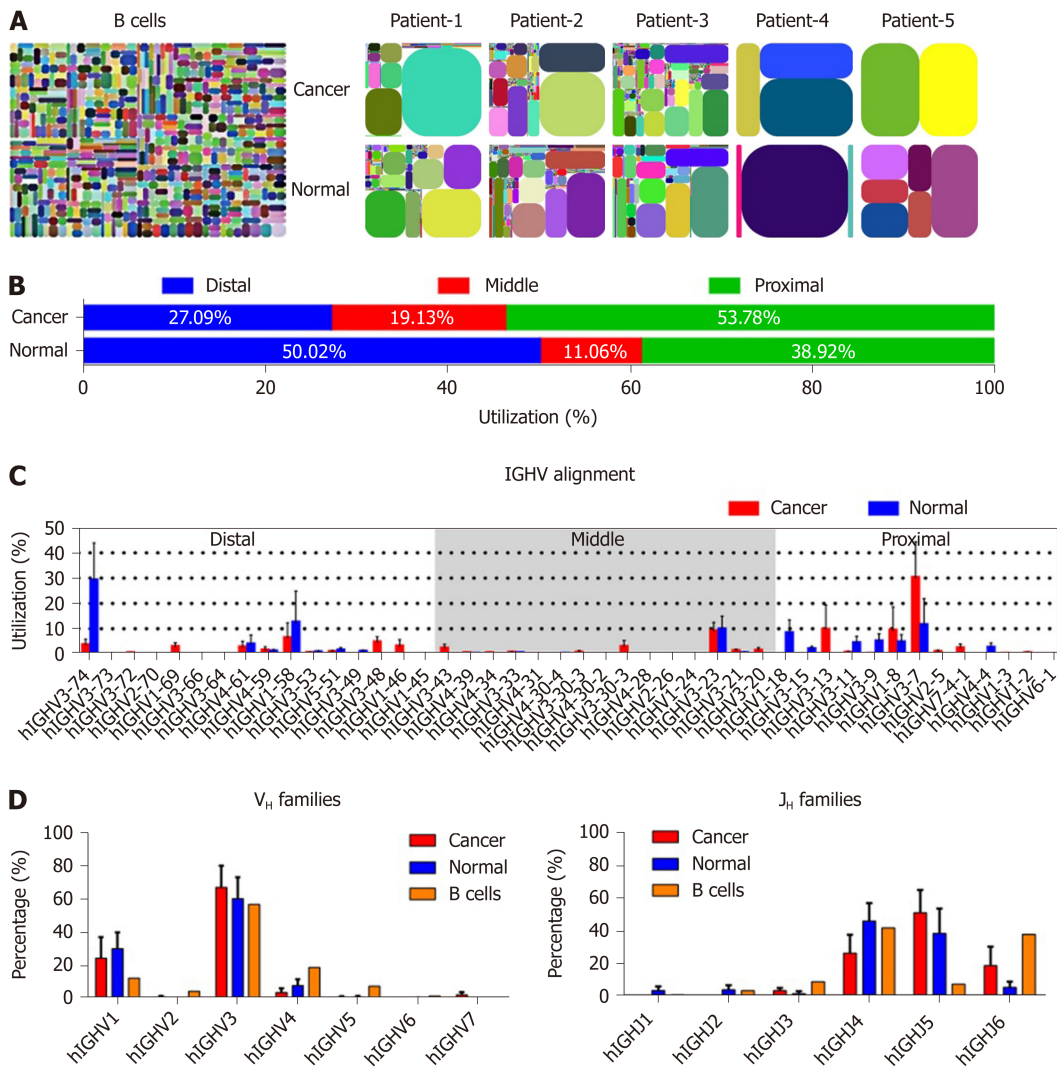 A
B cells
Patient-1 Patient-2 Patient-3 Patient-4 Patient-5
Cancer
Normal
B
Distal Middle Proximal
Cancer 27.09% 19.13% 53.78%
Normal 50.02% 11.06% 38.92%
0 20 40 60 80 100
Utilization (%)
C
IGHV alignment
Cancer Normal
Distal Middle Proximal
Utilization (%)
50
40
30
20
10
0
hIGHV3-74
hIGHV3-73
hIGHV3-72
hIGHV2-70
hIGHV1-69
hIGHV3-66
hIGHV3-64
hIGHV4-61
hIGHV4-59
hIGHV1-58
hIGHV3-53
hIGHV5-51
hIGHV3-49
hIGHV3-48
hIGHV1-46
hIGHV1-45
hIGHV3-43
hIGHV4-39
hIGHV4-34
hIGHV3-33
hIGHV4-31
hIGHV4-30-4
hIGHV3-30-3
hIGHV4-30-2
hIGHV3-30-3
hIGHV4-28
hIGHV2-26
hIGHV1-24
hIGHV3-23
hIGHV3-21
hIGHV3-20
hIGHV1-18
hIGHV3-15
hIGHV3-13
hIGHV3-11
hIGHV3-9
hIGHV1-8
hIGHV3-7
hIGHV2-5
hIGHV7-4-1
hIGHV4-4
hIGHV1-3
hIGHV1-2
hIGHV6-1
D
V_H families
Cancer
Normal
B cells
Percentage (%)
100
80
60
40
20
0
hIGHV1
hIGHV2
hIGHV3
hIGHV4
hIGHV5
hIGHV6
hIGHV7
J_H families
Cancer
Normal
B cells
Percentage (%)
100
80
60
40
20
0
hIGHJ1
hIGHJ2
hIGHJ3
hIGHJ4
hIGHJ5
hIGHJ6